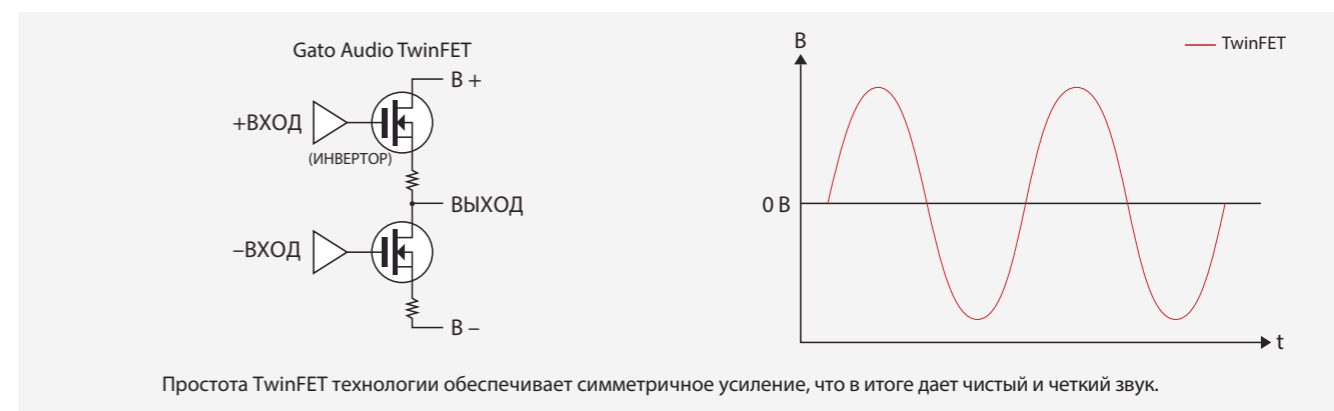 Gato Audio TwinFET
B +
+ВХОД
(ИНВЕРТОР)
ВЫХОД
–ВХОД
B –
В
TwinFET
0 В
t
Простота TwinFET технологии обеспечивает симметричное усиление, что в итоге дает чистый и четкий звук.